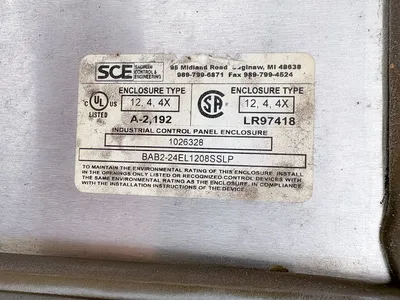 SCE SAGINAW CONTROL & ENGINEERING
95 Midland Road Saginaw, MI 48638
989-799-6871 Fax 989-799-4524
ENCLOSURE TYPE ENCLOSURE TYPE
C UL US 12, 4, 4X SA 12, 4, 4X
LISTED A-2,192 LR97418
INDUSTRIAL CONTROL PANEL ENCLOSURE
1026328
BAB2-24EL1208SSLP
TO MAINTAIN THE ENVIRONMENTAL RATING OF THIS ENCLOSURE, INSTALL
IN THE OPENINGS ONLY LISTED OR RECOGNIZED CONTROL DEVICES WITH
THE SAME ENVIRONMENTAL RATING AS THE ENCLOSURE, IN COMPLIANCE
WITH THE INSTALLATION INSTRUCTIONS OF THE DEVICE.